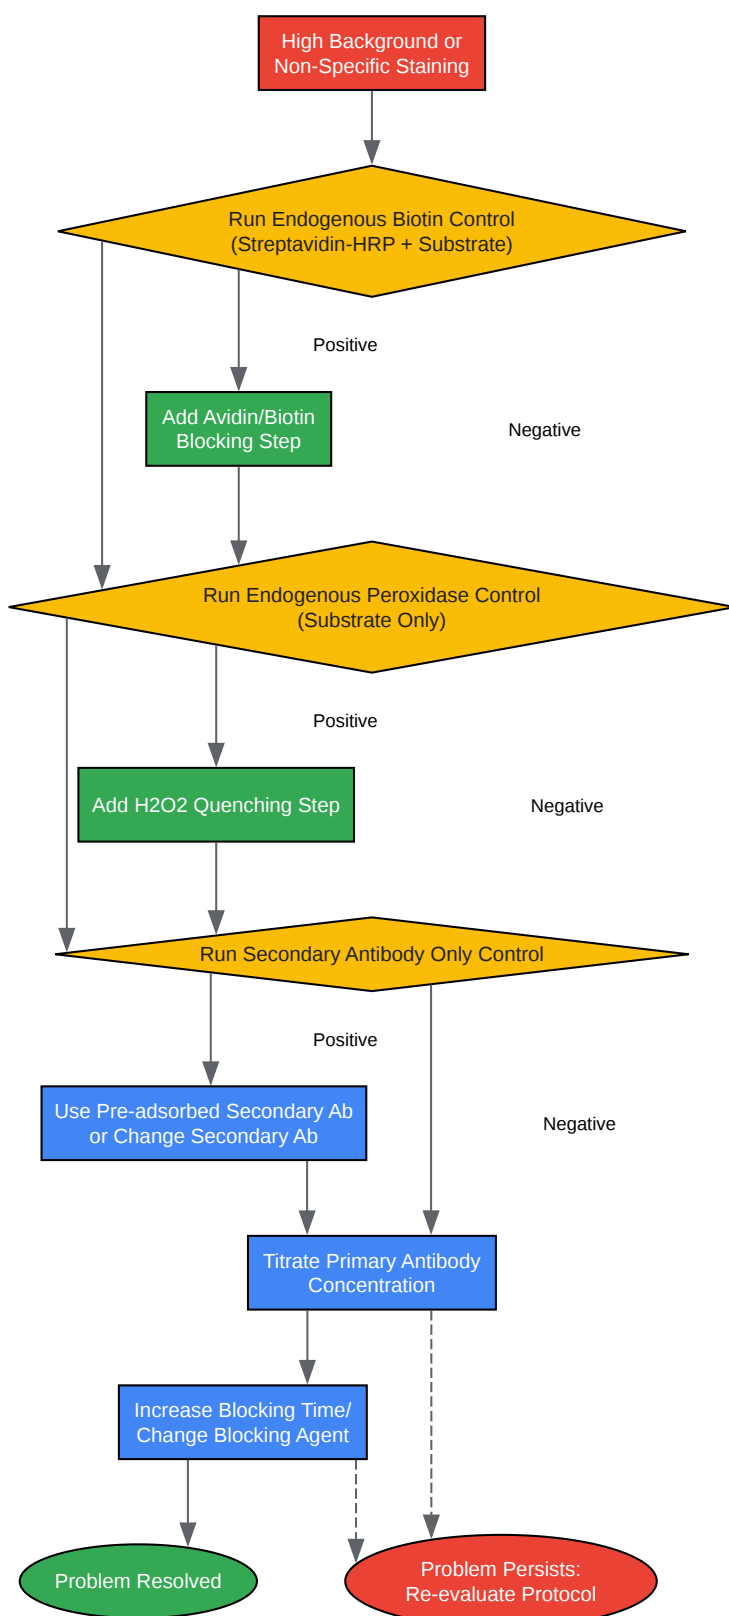 High Background or
Non-Specific Staining
Run Endogenous Biotin Control
(Streptavidin-HRP + Substrate)
Positive
Add Avidin/Biotin
Blocking Step
Negative
Run Endogenous Peroxidase Control
(Substrate Only)
Positive
Add H2O2 Quenching Step
Negative
Run Secondary Antibody Only Control
Positive
Use Pre-adsorbed Secondary Ab
or Change Secondary Ab
Negative
Titrate Primary Antibody
Concentration
Increase Blocking Time/
Change Blocking Agent
Problem Resolved
Problem Persists:
Re-evaluate Protocol